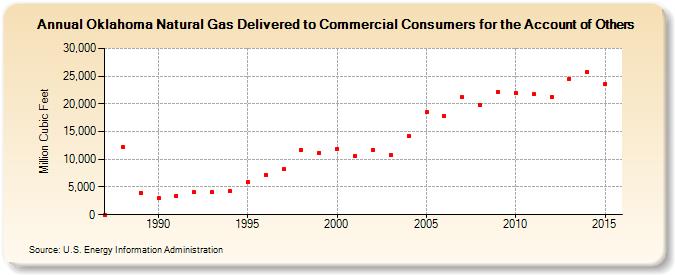 Annual Oklahoma Natural Gas Delivered to Commercial Consumers for the Account of Others
Million Cubic Feet
30,000
25,000
20,000
15,000
10,000
5,000
0
1990 1995 2000 2005 2010 2015
Source: U.S. Energy Information Administration